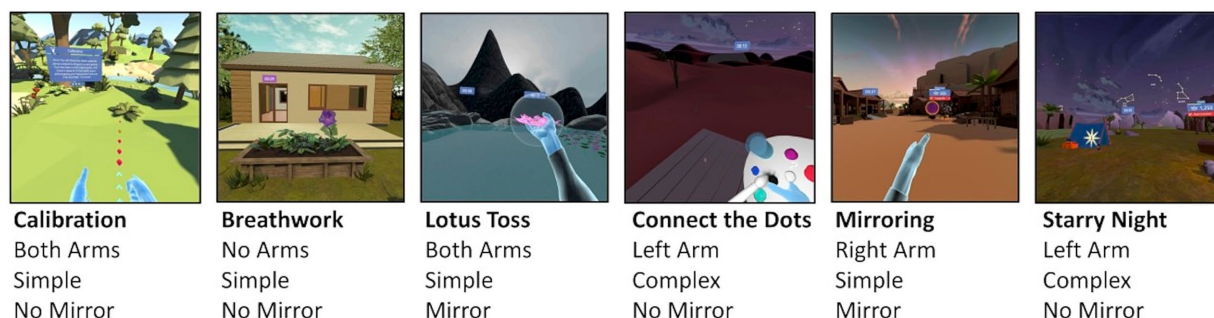 Calibration
Both Arms
Simple
No Mirror
Breathwork
No Arms
Simple
No Mirror
Lotus Toss
Both Arms
Simple
Mirror
Connect the Dots
Left Arm
Complex
No Mirror
Mirroring
Right Arm
Simple
Mirror
Starry Night
Left Arm
Complex
No Mirror